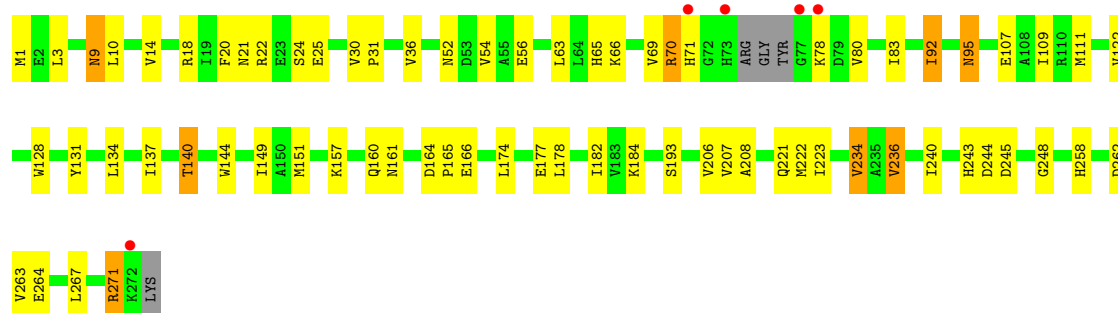 M1 E2 L3 N9 L10 V14 R18 I19 F20 N21 R22 E23 S24 E25 V30 P31 V36 N52 D53 V54 A55 E56 L63 L64 H65 K66 V69 R70 H71 G72 H73 ARG GLY TYR G77 K78 D79 V80 I83 I92 N95 E107 A108 I109 R110 M111
W128 Y131 L134 I137 T140 W144 I149 A150 M151 K157 Q160 N161 D164 P165 E166 L174 E177 L178 I182 V183 K184 S193 V206 V207 A208 Q221 M222 I223 V234 A235 V236 I240 H243 D244 D245 G248 H258
V263 E264 L267 R271 K272 LYS